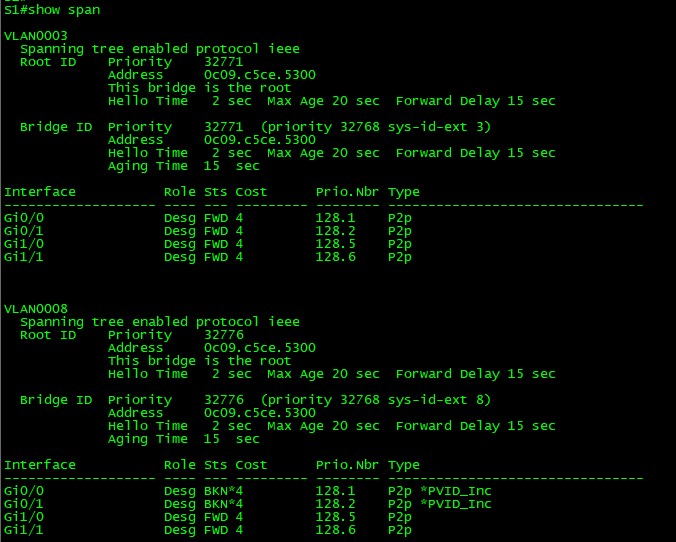 S1#show span
VLAN0003
  Spanning tree enabled protocol ieee
  Root ID    Priority    32771
             Address     0c09.c5ce.5300
             This bridge is the root
             Hello Time   2 sec  Max Age 20 sec  Forward Delay 15 sec
  Bridge ID  Priority    32771  (priority 32768 sys-id-ext 3)
             Address     0c09.c5ce.5300
             Hello Time   2 sec  Max Age 20 sec  Forward Delay 15 sec
             Aging Time  15  sec
Interface           Role Sts Cost      Prio.Nbr Type
------------------- ---- --- --------- -------- --------------------------------
Gi0/0               Desg FWD 4         128.1    P2p
Gi0/1               Desg FWD 4         128.2    P2p
Gi1/0               Desg FWD 4         128.5    P2p
Gi1/1               Desg FWD 4         128.6    P2p
VLAN0008
  Spanning tree enabled protocol ieee
  Root ID    Priority    32776
             Address     0c09.c5ce.5300
             This bridge is the root
             Hello Time   2 sec  Max Age 20 sec  Forward Delay 15 sec
  Bridge ID  Priority    32776  (priority 32768 sys-id-ext 8)
             Address     0c09.c5ce.5300
             Hello Time   2 sec  Max Age 20 sec  Forward Delay 15 sec
             Aging Time  15  sec
Interface           Role Sts Cost      Prio.Nbr Type
------------------- ---- --- --------- -------- --------------------------------
Gi0/0               Desg BKN*4         128.1    P2p *PVID_Inc
Gi0/1               Desg BKN*4         128.2    P2p *PVID_Inc
Gi1/0               Desg FWD 4         128.5    P2p
Gi1/1               Desg FWD 4         128.6    P2p